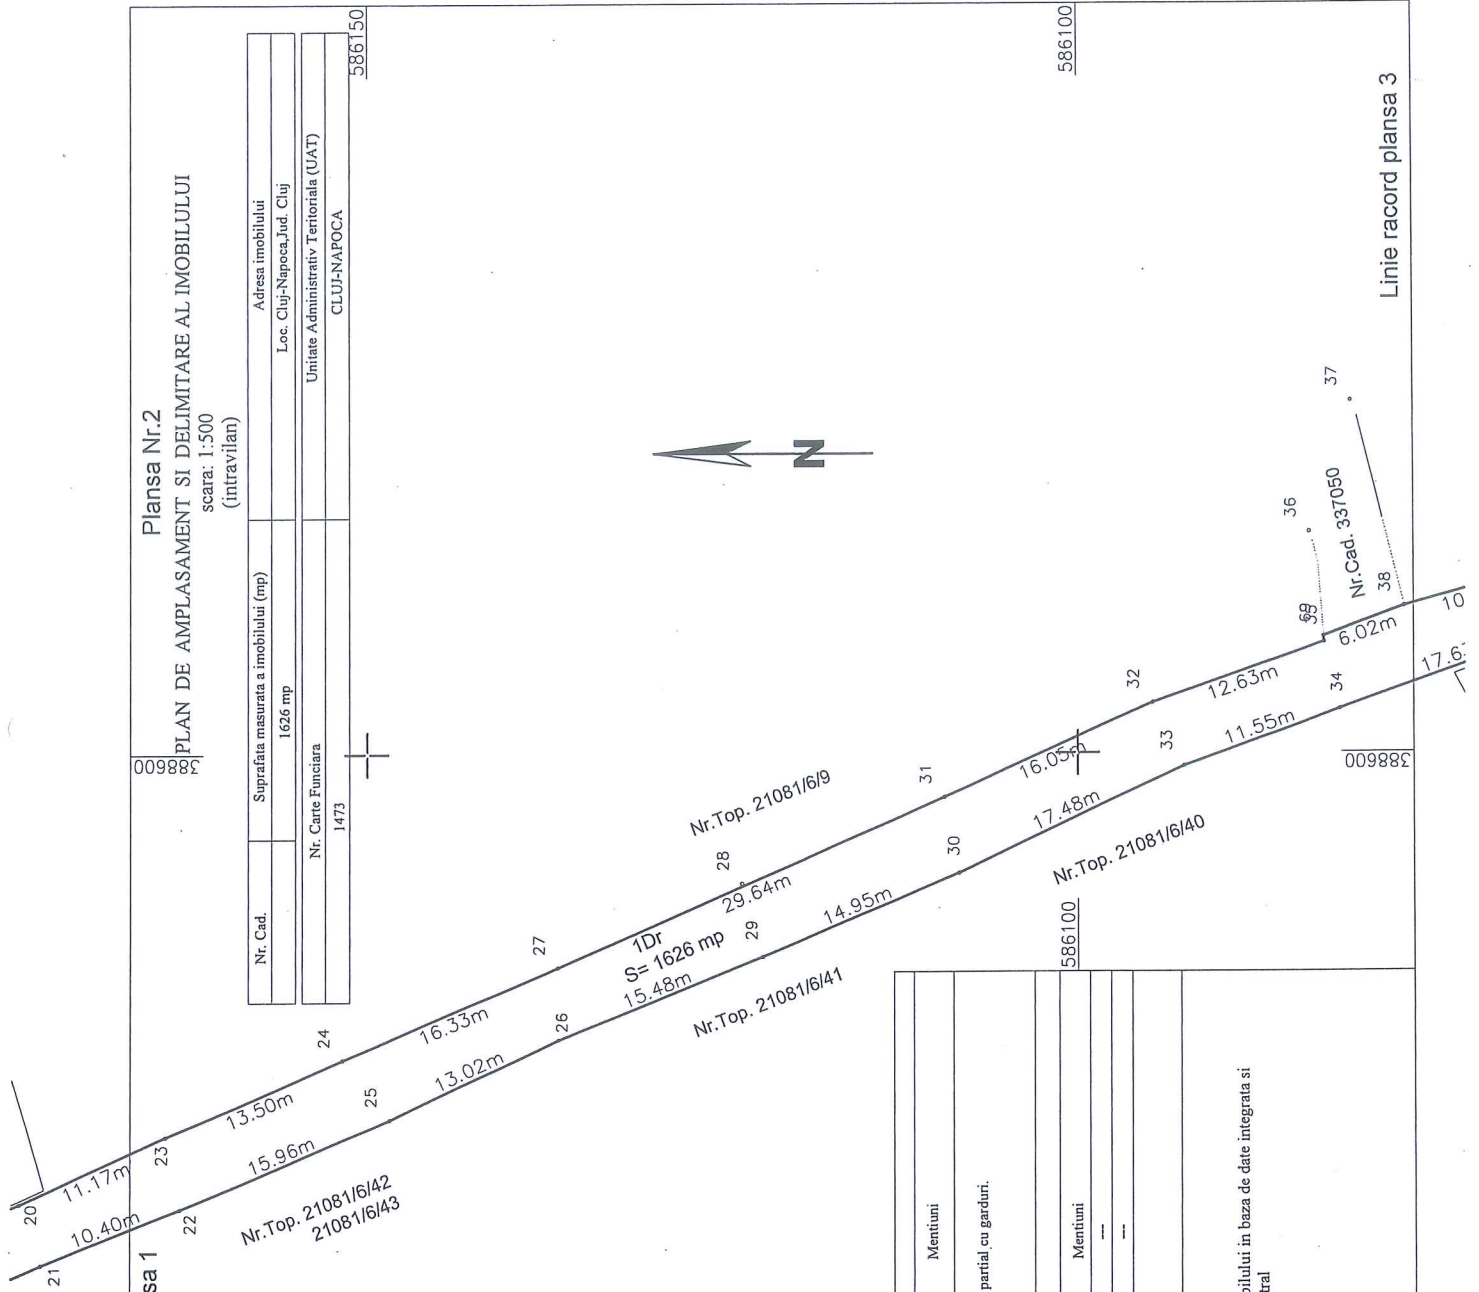 Plansa Nr.2
PLAN DE AMPLASAMENT SI DELIMITARE AL IMOBILULUI
scara: 1:500
(intravilan)
Nr. Cad.
Suprafata masurata a imobilului (mp)
Adresa imobilului
1626 mp
Loc. Cluj-Napoca,Jud. Cluj
Nr. Carte Funciara
Unitate Administrativ Teritoriala (UAT)
1473
CLUJ-NAPOCA
586150
586100
388600
Linie racord plansa 3
N
37
36
Nr.Cad. 337050
38
69
35
6.02m
10
17.6
32
12.63m
34
11.55m
33
388600
31
16.05m
17.48m
Nr.Top. 21081/6/9
Nr.Top. 21081/6/40
30
28
29.64m
14.95m
29
586100
27
1Dr
S= 1626 mp
15.48m
Nr.Top. 21081/6/41
26
24
16.33m
13.02m
25
13.50m
15.96m
23
11.17m
20
10.40m
22
21
Nr.Top. 21081/6/42
21081/6/43
sa 1
Mentiuni
partial cu garduri.
Mentiuni
---
---
bilului in baza de date integrata si
tral